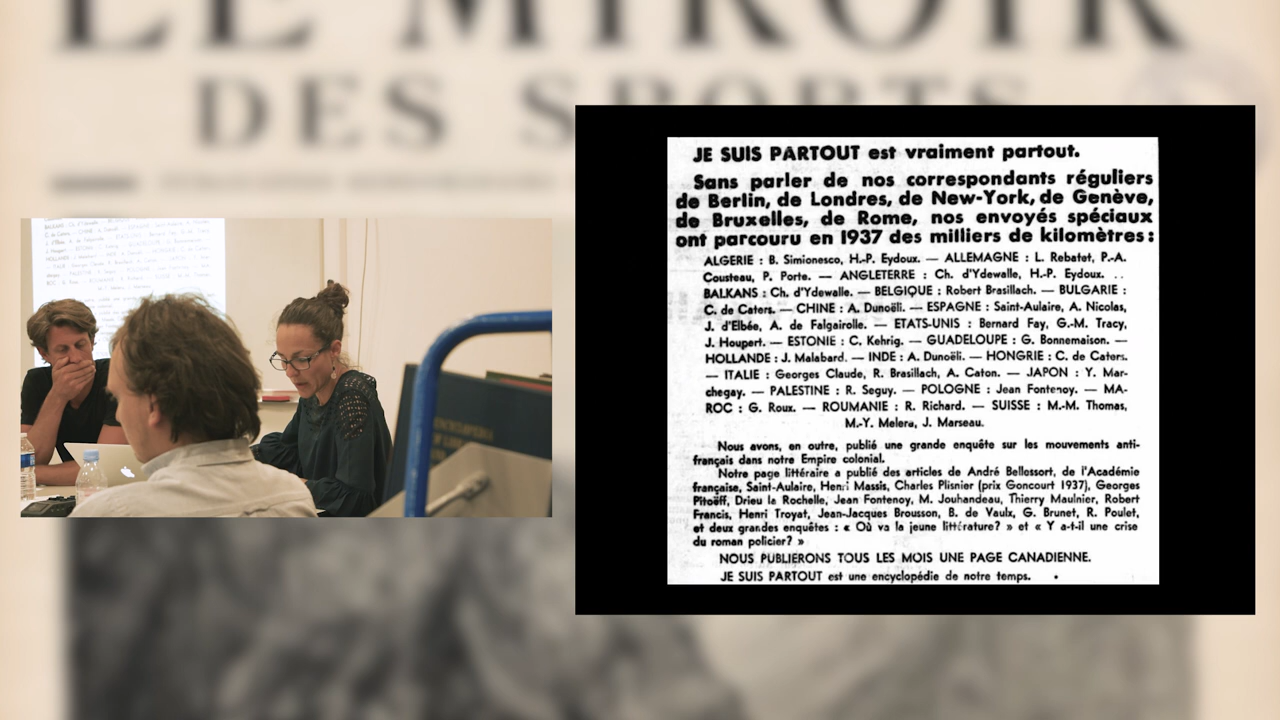 LE MIROIR
DES SPORTS
JE SUIS PARTOUT est vraiment partout.
Sans parler de nos correspondants réguliers
de Berlin, de Londres, de New-York, de Genève,
de Bruxelles, de Rome, nos envoyés spéciaux
ont parcouru en 1937 des milliers de kilomètres :
ALGERIE : B. Simionesco, H.-P. Eydoux. — ALLEMAGNE : L. Rebatet, P.-A.
Cousteau, P. Porte. — ANGLETERRE : Ch. d'Ydewalle, H.-P. Eydoux. ..
BALKANS : Ch. d'Ydewalle. — BELGIQUE : Robert Brasillach. — BULGARIE :
C. de Caters. — CHINE : A. Dunoëli. — ESPAGNE : Saint-Aulaire, A. Nicolas,
J. d'Elbée, A. de Falgairolle. — ETATS-UNIS : Bernard Fay, G.-M. Tracy,
J. Houpert. — ESTONIE : C. Kehrig. — GUADELOUPE : G. Bonnemaison. —
HOLLANDE : J. Malabard. — INDE : A. Dunoëli. — HONGRIE : C. de Caters.
— ITALIE : Georges Claude, R. Brasillach, A. Caton. — JAPON : Y. Mar-
chegay. — PALESTINE : R. Seguy. — POLOGNE : Jean Fontenoy. — MA-
ROC : G. Roux. — ROUMANIE : R. Richard. — SUISSE : M.-M. Thomas,
M.-Y. Melera, J. Marseau.
Nous avons, en outre, publié une grande enquête sur les mouvements anti-
français dans notre Empire colonial.
Notre page littéraire a publié des articles de André Bellessort, de l'Académie
française, Saint-Aulaire, Henri Massis, Charles Plisnier (prix Goncourt 1937), Georges
Pitoëff, Drieu la Rochelle, Jean Fontenoy, M. Jouhandeau, Thierry Maulnier, Robert
Francis, Henri Troyat, Jean-Jacques Brousson, B. de Vaulx, G. Brunet, R. Poulet,
et deux grandes enquêtes : « Où va la jeune littérature? » et « Y a-t-il une crise
du roman policier? »
NOUS PUBLIERONS TOUS LES MOIS UNE PAGE CANADIENNE.
JE SUIS PARTOUT est une encyclopédie de notre temps.